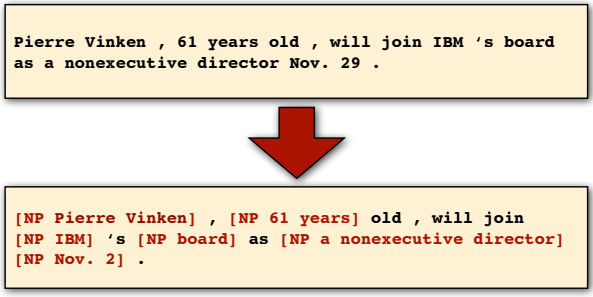 Pierre Vinken , 61 years old , will join IBM ‘s board
as a nonexecutive director Nov. 29 .
[NP Pierre Vinken] , [NP 61 years] old , will join
[NP IBM] ‘s [NP board] as [NP a nonexecutive director]
[NP Nov. 2] .